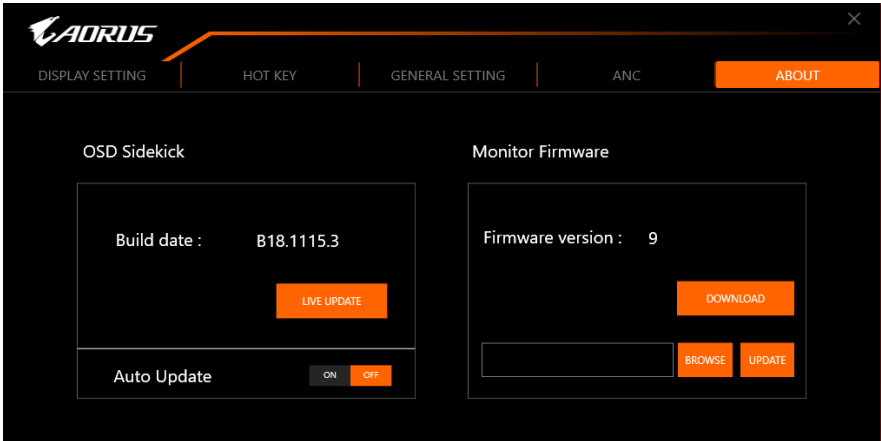 AORUS
DISPLAY SETTING
HOT KEY
GENERAL SETTING
ANC
ABOUT
OSD Sidekick
Build date : B18.1115.3
LIVE UPDATE
Auto Update ON OFF
Monitor Firmware
Firmware version : 9
DOWNLOAD
BROWSE UPDATE